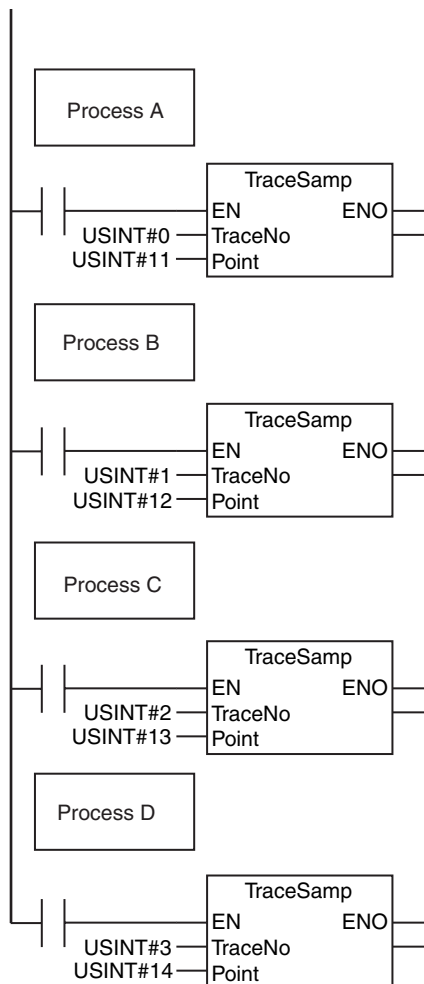 Process A
TraceSamp
EN ENO
USINT#0 TraceNo
USINT#11 Point
Process B
TraceSamp
EN ENO
USINT#1 TraceNo
USINT#12 Point
Process C
TraceSamp
EN ENO
USINT#2 TraceNo
USINT#13 Point
Process D
TraceSamp
EN ENO
USINT#3 TraceNo
USINT#14 Point